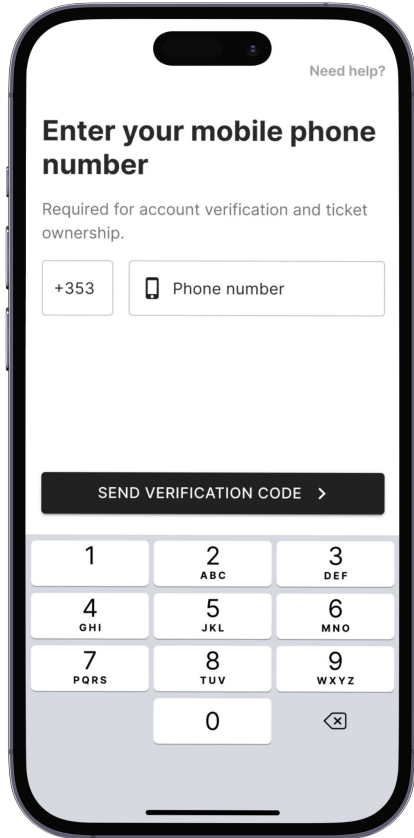 Need help?
Enter your mobile phone
number
Required for account verification and ticket
ownership.
+353 Phone number
SEND VERIFICATION CODE
1 2 3
ABC DEF
4 5 6
GHI JKL MNO
7 8 9
PQRS TUV WXYZ
0